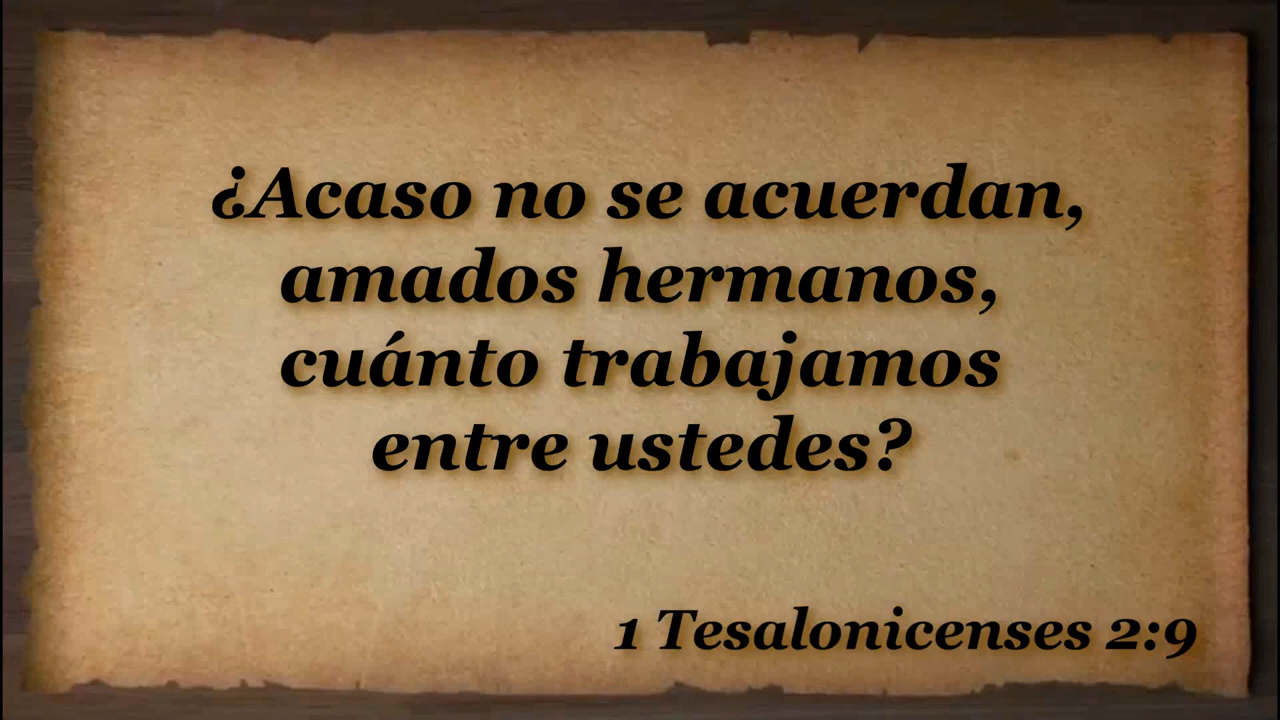 ¿Acaso no se acuerdan,
amados hermanos,
cuánto trabajamos
entre ustedes?
1 Tesalonicenses 2:9